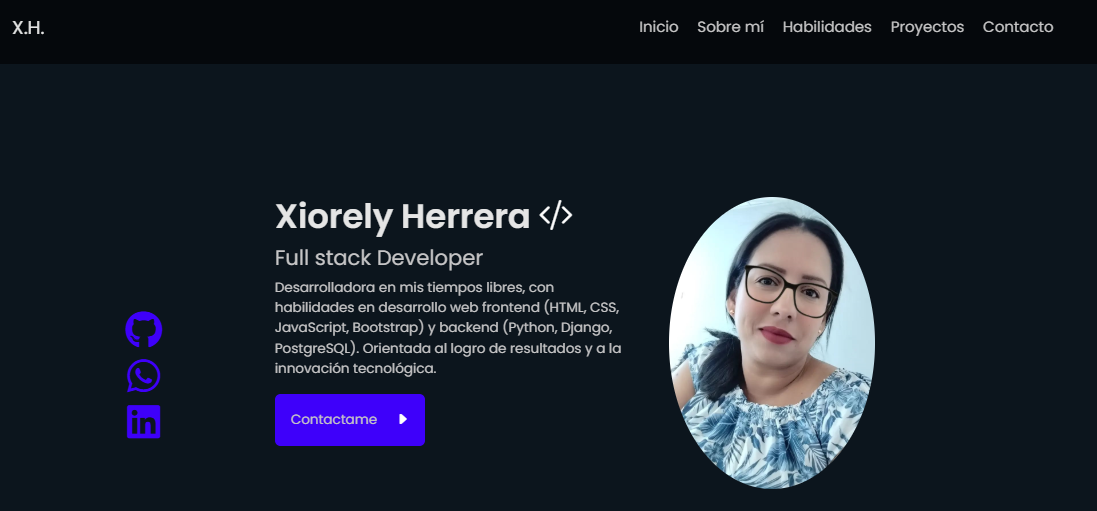 X.H.
Inicio Sobre mí Habilidades Proyectos Contacto
Xiorely Herrera </>
Full stack Developer
Desarrolladora en mis tiempos libres, con
habilidades en desarrollo web frontend (HTML, CSS,
JavaScript, Bootstrap) y backend (Python, Django,
PostgreSQL). Orientada al logro de resultados y a la
innovación tecnológica.
in
Contactame